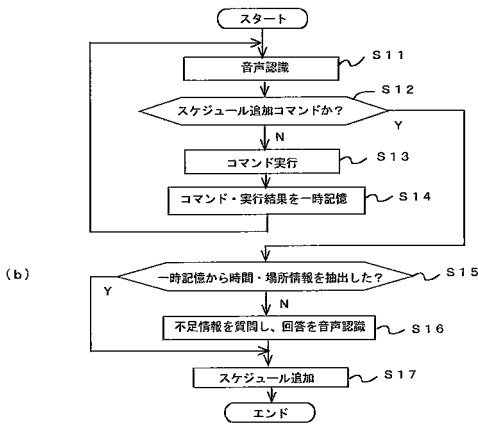 スタート
音声認識
S11
スケジュール追加コマンドか？
S12
Y
N
コマンド実行
S13
コマンド・実行結果を一時記憶
S14
(b)
一時記憶から時間・場所情報を抽出した？
S15
Y
N
不足情報を質問し、回答を音声認識
S16
スケジュール追加
S17
エンド